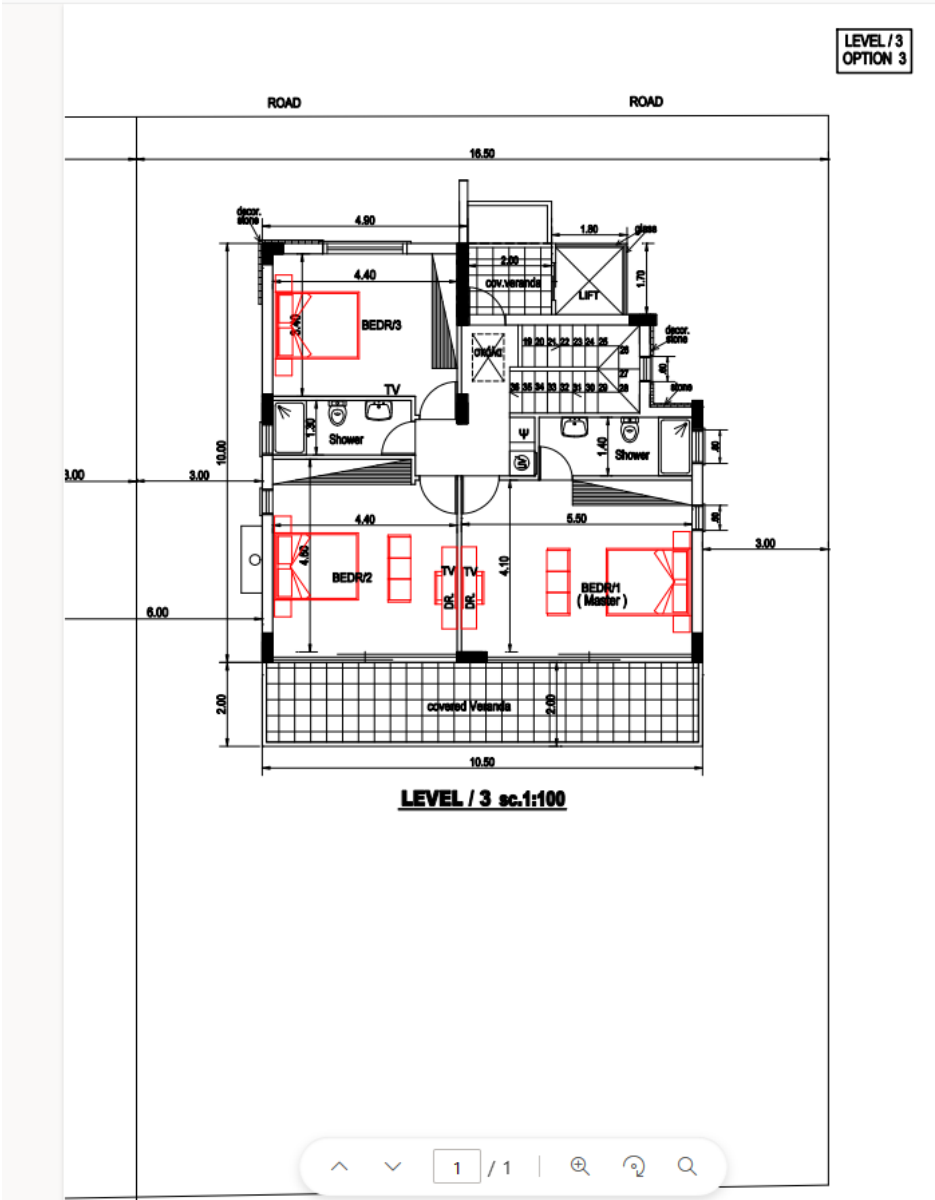 LEVEL / 3
OPTION 3
ROAD
ROAD
16.50
decor.
stone
4.90
1.80
glass
2.00
4.40
cov.veranda
1.70
LIFT
3.40
BEDR/3
σκάλα
19 20 21 22 23 24 25
26
decor.
stone
27
.60
36 35 34 33 32 31 30 29 28
stone
TV
1.30
Shower
Ψ
1.40
Shower
.80
10.00
3.00
3.00
4.40
5.50
.80
3.00
4.60
4.10
BEDR/2
TV
TV
BEDR/1
( Master )
DR.
DR.
6.00
2.00
covered Veranda
2.00
10.50
LEVEL / 3 sc.1:100
1 / 1